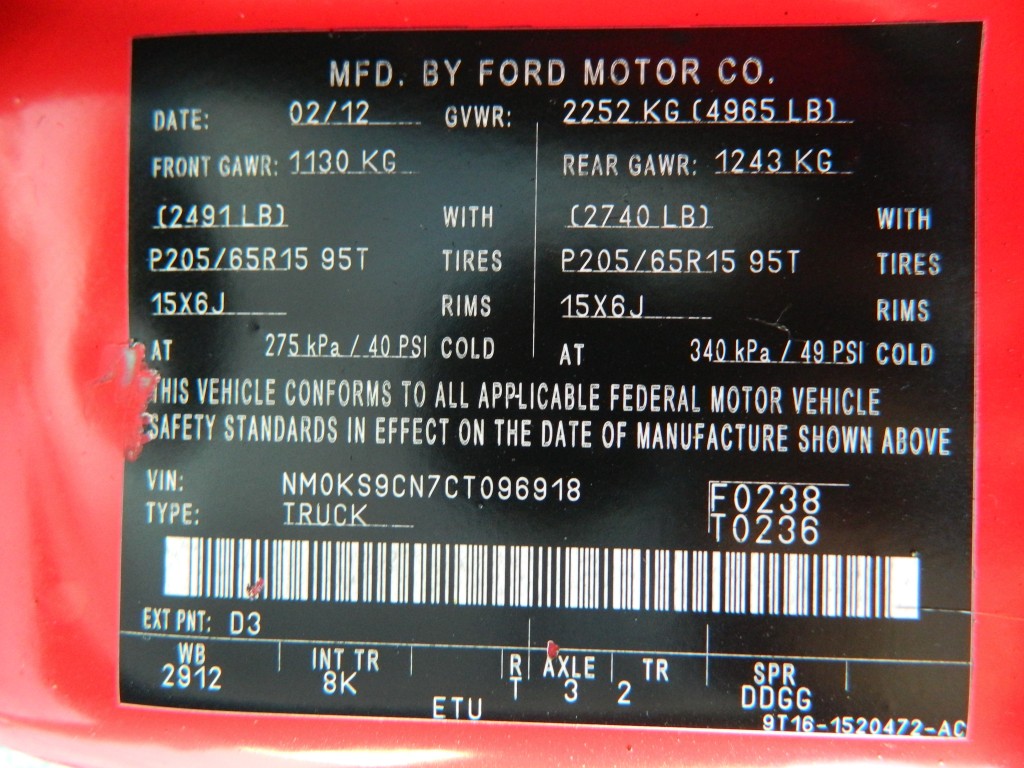 MFD. BY FORD MOTOR CO.
DATE: 02/12 GVWR: 2252 KG (4965 LB)
FRONT GAWR: 1130 KG REAR GAWR: 1243 KG
(2491 LB) WITH (2740 LB) WITH
P205/65R15 95T TIRES P205/65R15 95T TIRES
15X6J RIMS 15X6J RIMS
AT 275 kPa / 40 PSI COLD AT 340 kPa / 49 PSI COLD
THIS VEHICLE CONFORMS TO ALL APPLICABLE FEDERAL MOTOR VEHICLE
SAFETY STANDARDS IN EFFECT ON THE DATE OF MANUFACTURE SHOWN ABOVE
VIN: NM0KS9CN7CT096918 F0238
TYPE: TRUCK T0236
EXT PNT: D3
WB INT TR R AXLE TR SPR
2912 8K T 3 2 DDGG
ETU
9T16-1520472-AC